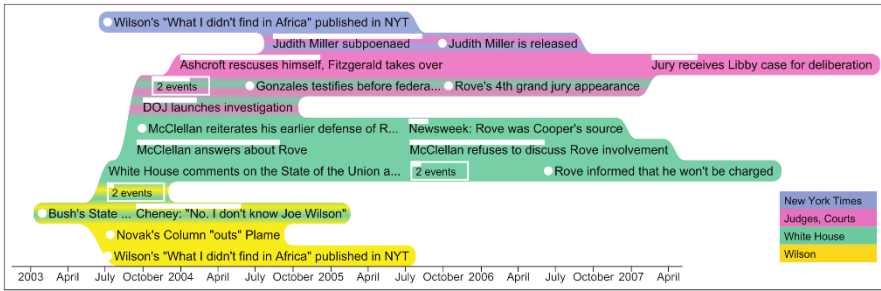 Wilson's "What I didn't find in Africa" published in NYT
Judith Miller subpoenaed Judith Miller is released
Ashcroft rescuses himself, Fitzgerald takes over Jury receives Libby case for deliberation
2 events Gonzales testifies before federa... Rove's 4th grand jury appearance
DOJ launches investigation
McClellan reiterates his earlier defense of R... Newsweek: Rove was Cooper's source
McClellan answers about Rove McClellan refuses to discuss Rove involvement
White House comments on the State of the Union a... 2 events Rove informed that he won't be charged
2 events
Bush's State ... Cheney: "No. I don't know Joe Wilson"
Novak's Column "outs" Plame
Wilson's "What I didn't find in Africa" published in NYT
New York Times
Judges, Courts
White House
Wilson
2003 April July October 2004 April July October 2005 April July October 2006 April July October 2007 April